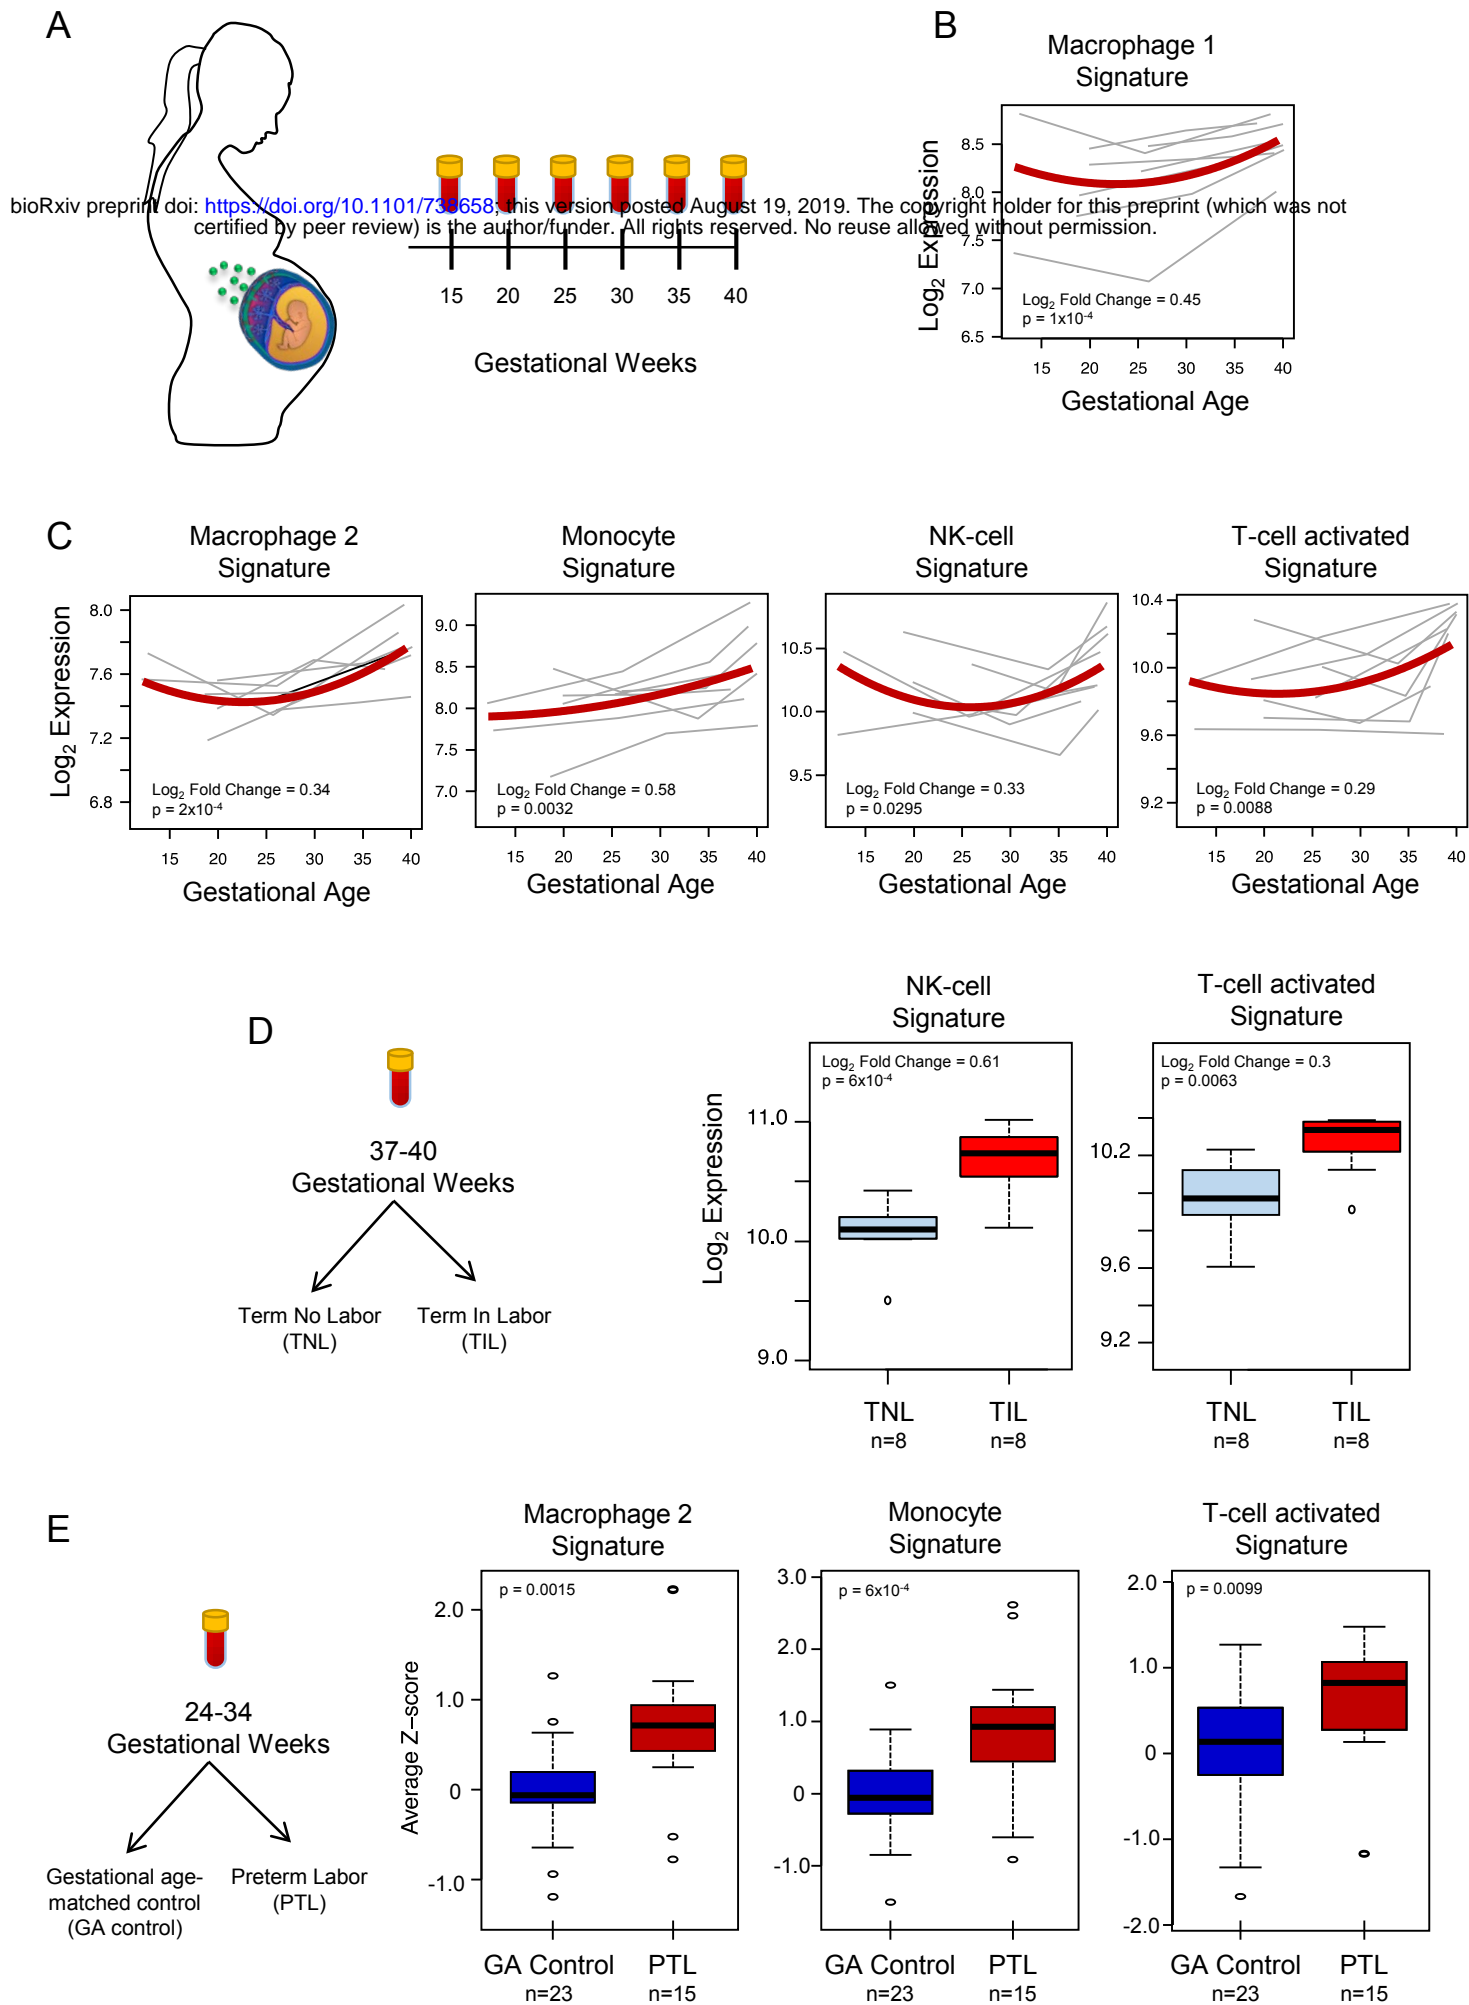 A
B
Macrophage 1
Signature
bioRxiv preprint doi: https://doi.org/10.1101/738658; this version posted August 19, 2019. The copyright holder for this preprint (which was not
certified by peer review) is the author/funder. All rights reserved. No reuse allowed without permission.
15 20 25 30 35 40
Gestational Weeks
Log2 Expression
8.5
8.0
7.5
7.0
6.5
Log2 Fold Change = 0.45
p = 1x10-4
15 20 25 30 35 40
Gestational Age
C
Macrophage 2
Signature
Log2 Expression
8.0
7.6
7.2
6.8
Log2 Fold Change = 0.34
p = 2x10-4
15 20 25 30 35 40
Gestational Age
Monocyte
Signature
9.0
8.5
8.0
7.5
7.0
Log2 Fold Change = 0.58
p = 0.0032
15 20 25 30 35 40
Gestational Age
NK-cell
Signature
10.5
10.0
9.5
Log2 Fold Change = 0.33
p = 0.0295
15 20 25 30 35 40
Gestational Age
T-cell activated
Signature
10.4
10.0
9.6
9.2
Log2 Fold Change = 0.29
p = 0.0088
15 20 25 30 35 40
Gestational Age
D
37-40
Gestational Weeks
Term No Labor
(TNL)
Term In Labor
(TIL)
NK-cell
Signature
Log2 Fold Change = 0.61
p = 6x10-4
Log2 Expression
11.0
10.0
9.0
TNL
n=8
TIL
n=8
T-cell activated
Signature
Log2 Fold Change = 0.3
p = 0.0063
10.2
9.6
9.2
TNL
n=8
TIL
n=8
E
24-34
Gestational Weeks
Gestational age-
matched control
(GA control)
Preterm Labor
(PTL)
Macrophage 2
Signature
p = 0.0015
Average Z-score
2.0
1.0
0
-1.0
GA Control
n=23
PTL
n=15
Monocyte
Signature
p = 6x10-4
3.0
2.0
1.0
0
-1.0
GA Control
n=23
PTL
n=15
T-cell activated
Signature
p = 0.0099
2.0
1.0
0
-1.0
-2.0
GA Control
n=23
PTL
n=15